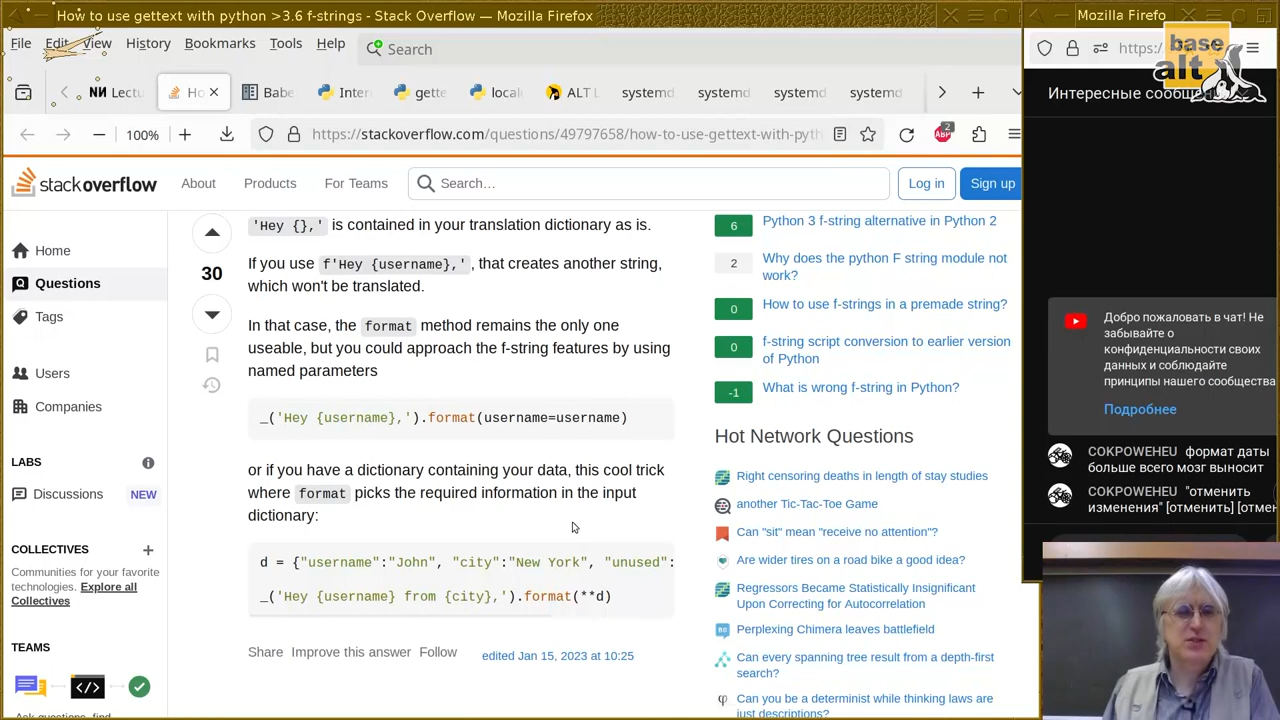 How to use gettext with python >3.6 f-strings - Stack Overflow — Mozilla Firefox
Mozilla Firefo
File Edit View History Bookmarks Tools Help
Search
Lectu
Ho
Babe
Inter
gette
loca
ALT L
systemd
systemd
systemd
systemd
100%
https://stackoverflow.com/questions/49797658/how-to-use-gettext-with-pyth
ABP
2
https:/
base
alt
Интересные сообщен
stackoverflow
About
Products
For Teams
Search…
Log in
Sign up
Home
Questions
Tags
Users
Companies
LABS
Discussions
NEW
COLLECTIVES
Communities for your favorite
technologies. Explore all
Collectives
TEAMS
Ask questions, find
30
'Hey {},' is contained in your translation dictionary as is.
If you use f'Hey {username},', that creates another string,
which won't be translated.
In that case, the format method remains the only one
useable, but you could approach the f-string features by using
named parameters
_('Hey {username},').format(username=username)
or if you have a dictionary containing your data, this cool trick
where format picks the required information in the input
dictionary:
d = {"username":"John", "city":"New York", "unused":
_('Hey {username} from {city},').format(**d)
Share Improve this answer Follow
edited Jan 15, 2023 at 10:25
6
Python 3 f-string alternative in Python 2
2
Why does the python F string module not
work?
0
How to use f-strings in a premade string?
0
f-string script conversion to earlier version
of Python
-1
What is wrong f-string in Python?
Hot Network Questions
Right censoring deaths in length of stay studies
another Tic-Tac-Toe Game
Can "sit" mean "receive no attention"?
Are wider tires on a road bike a good idea?
Regressors Became Statistically Insignificant
Upon Correcting for Autocorrelation
Perplexing Chimera leaves battlefield
Can every spanning tree result from a depth-first
search?
Can you be a determinist while thinking laws are
just descriptions?
Добро пожаловать в чат! Не
забывайте о
конфиденциальности своих
данных и соблюдайте
принципы нашего сообщества
Подробнее
COKPOWEHEU формат даты
больше всего мозг выносит
COKPOWEHEU "отменить
изменения" [отменить] [отмен